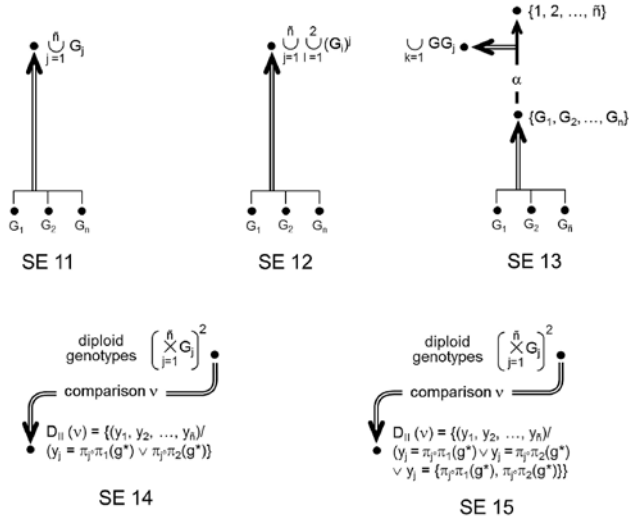 ñ
∪ Gⱼ
j =1
G₁ G₂ Gₙ
SE 11
ñ 2
∪ ∪ (Gᵢ)ʲ
j=1 i=1
G₁ G₂ Gₙ
SE 12
{1, 2, …, ñ}
∪ GGⱼ
k=1
α
{G₁, G₂, …, Gₙ}
G₁ G₂ Gñ
SE 13
diploid
genotypes ( ñ × j=1 Gⱼ )²
comparison ν
D_II (ν) = {(y₁, y₂, …, yñ)/
(yⱼ = πⱼ∘π₁(g*) ∨ πⱼ∘π₂(g*)}
SE 14
diploid
genotypes ( ñ × j=1 Gⱼ )²
comparison ν
D_II (ν) = {(y₁, y₂, …, yñ)/
(yⱼ = πⱼ∘π₁(g*) ∨ yⱼ = πⱼ∘π₂(g*)
∨ yⱼ = {πⱼ∘π₁(g*), πⱼ∘π₂(g*)}}
SE 15